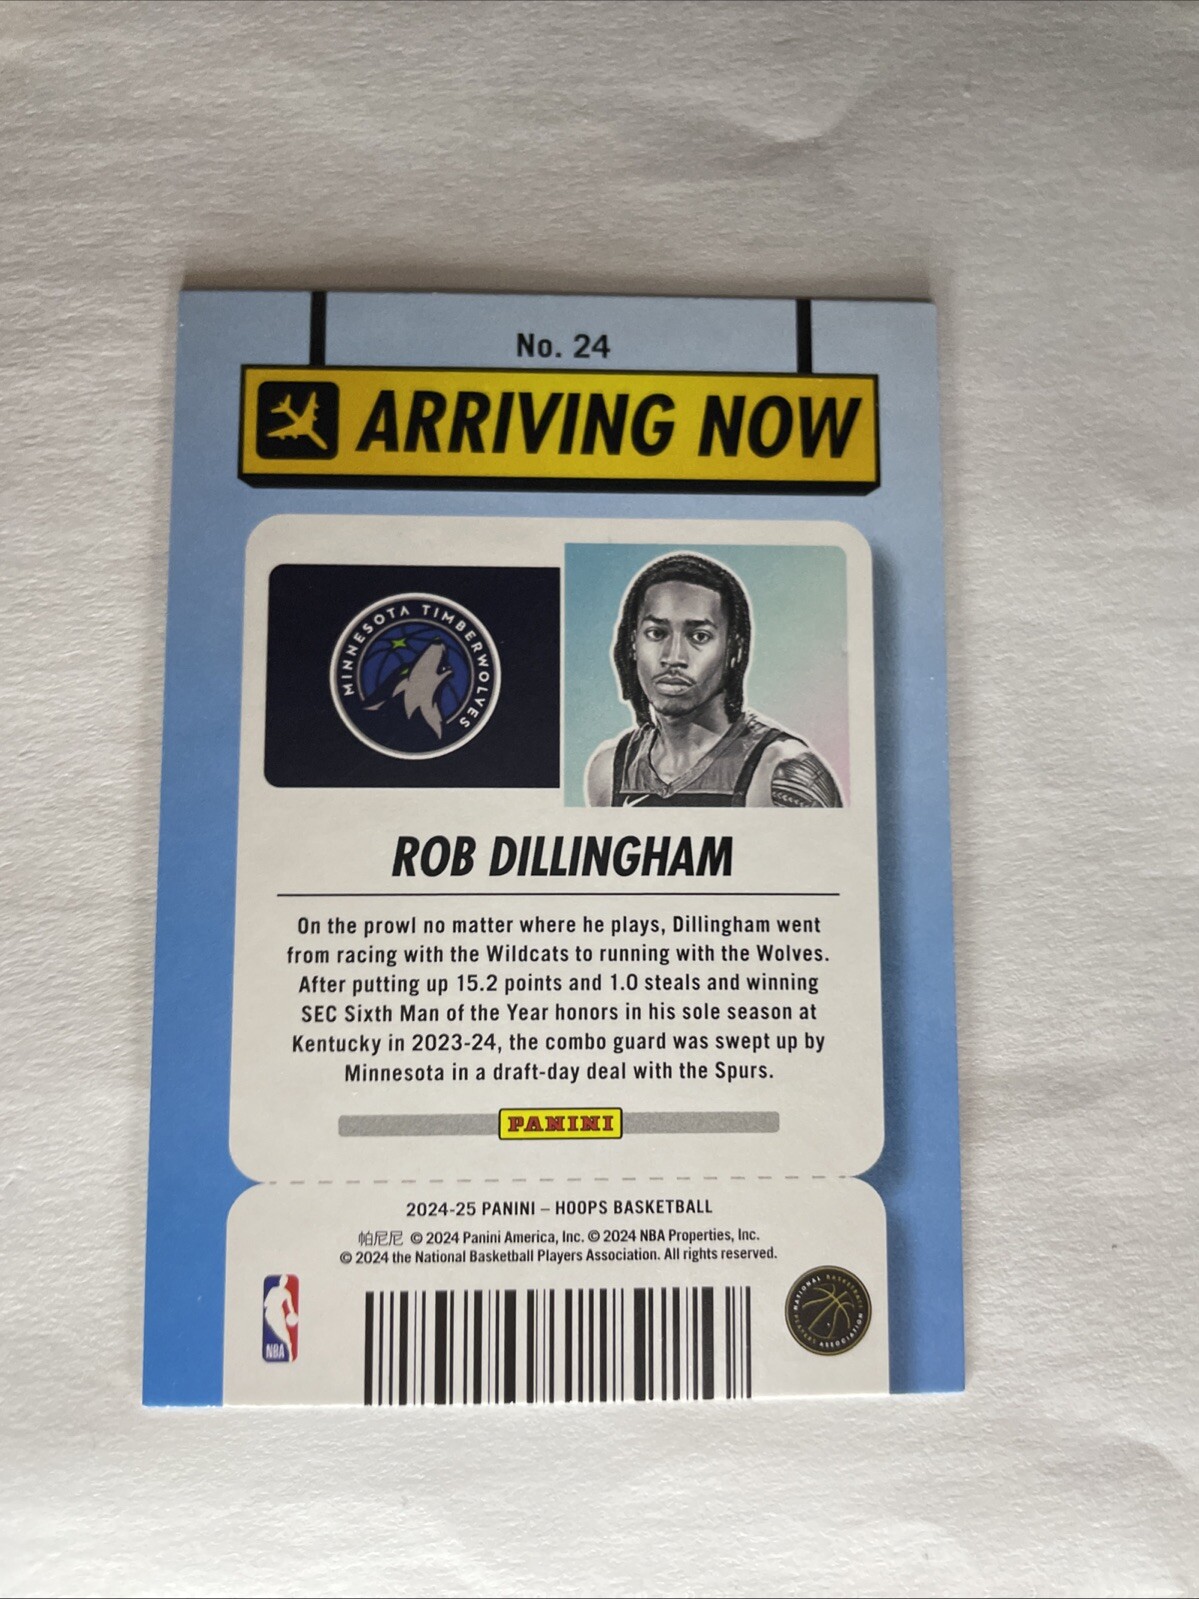 No. 24
ARRIVING NOW
MINNESOTA TIMBERWOLVES
ROB DILLINGHAM
On the prowl no matter where he plays, Dillingham went
from racing with the Wildcats to running with the Wolves.
After putting up 15.2 points and 1.0 steals and winning
SEC Sixth Man of the Year honors in his sole season at
Kentucky in 2023-24, the combo guard was swept up by
Minnesota in a draft-day deal with the Spurs.
PANINI
2024-25 PANINI – HOOPS BASKETBALL
帕尼尼 © 2024 Panini America, Inc. © 2024 NBA Properties, Inc.
© 2024 the National Basketball Players Association. All rights reserved.
NBA
NATIONAL BASKETBALL PLAYERS ASSOCIATION